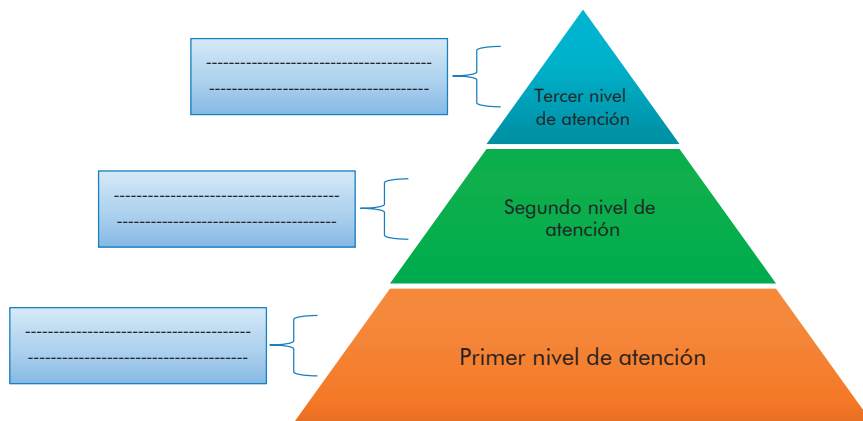 Tercer nivel
de atención
Segundo nivel de
atención
Primer nivel de atención